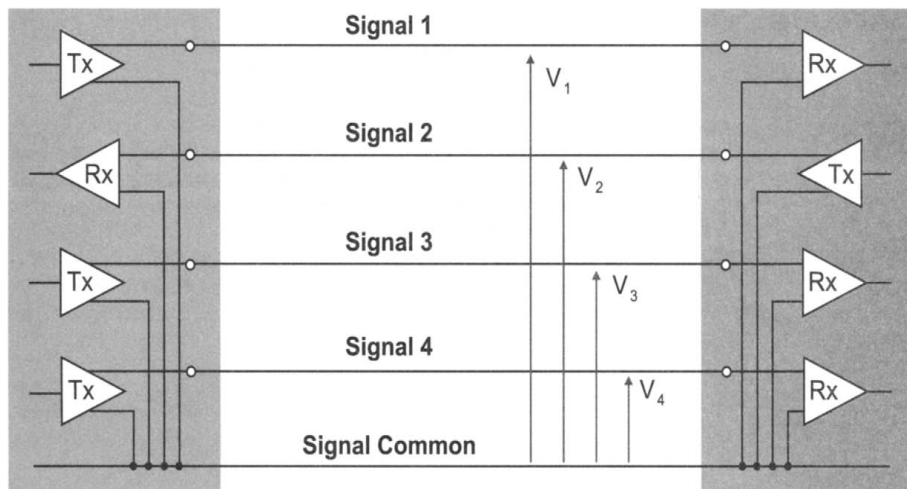 Signal 1
Tx
Rx
V₁
Signal 2
Rx
Tx
V₂
Signal 3
Tx
Rx
V₃
Signal 4
Tx
Rx
V₄
Signal Common